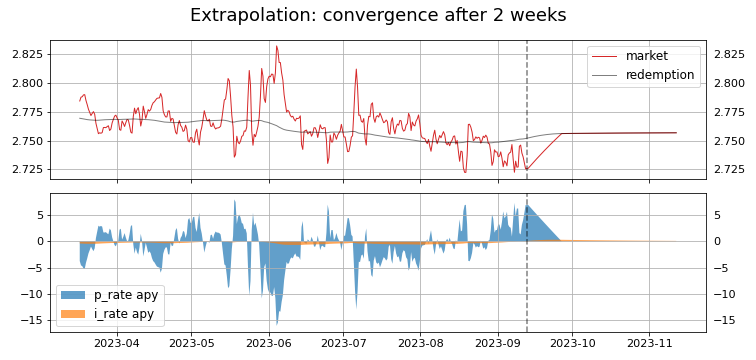 Extrapolation: convergence after 2 weeks
2.825 2.825
2.800 2.800
2.775 2.775
2.750 2.750
2.725 2.725
market
redemption
5 5
0 0
−5 −5
−10 −10
−15 −15
p_rate apy
i_rate apy
2023-04 2023-05 2023-06 2023-07 2023-08 2023-09 2023-10 2023-11